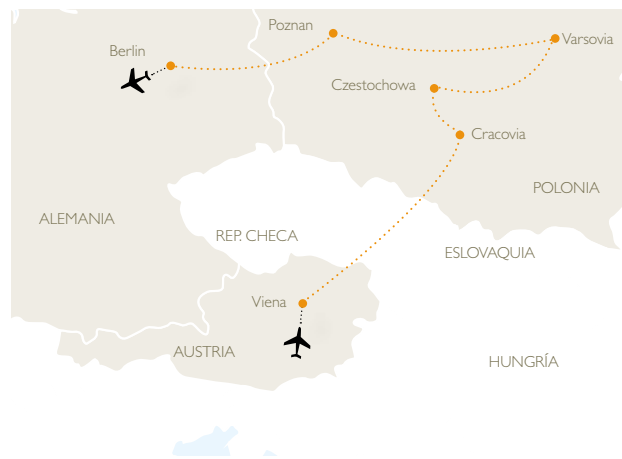 Poznan
Varsovia
Berlin
Czestochowa
Cracovia
POLONIA
ALEMANIA
REP. CHECA
ESLOVAQUIA
Viena
AUSTRIA
HUNGRÍA